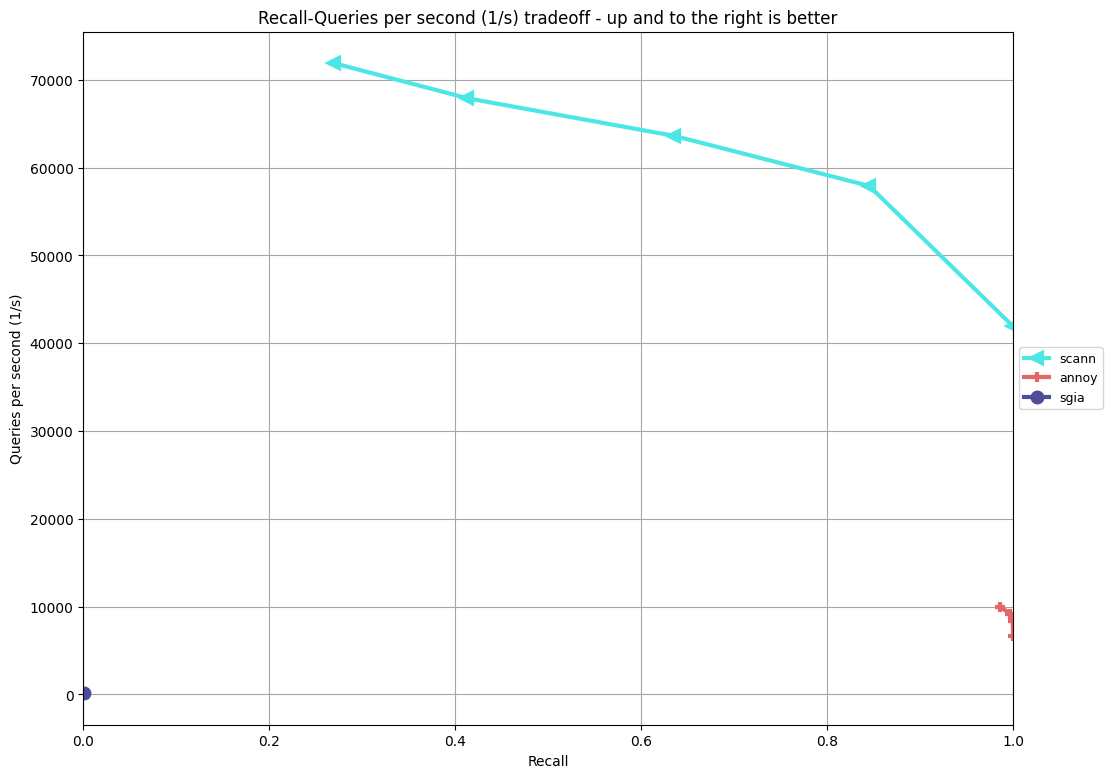 Recall-Queries per second (1/s) tradeoff - up and to the right is better
Queries per second (1/s)
70000
60000
50000
40000
30000
20000
10000
0
0.0 0.2 0.4 0.6 0.8 1.0
Recall
scann
annoy
sgia